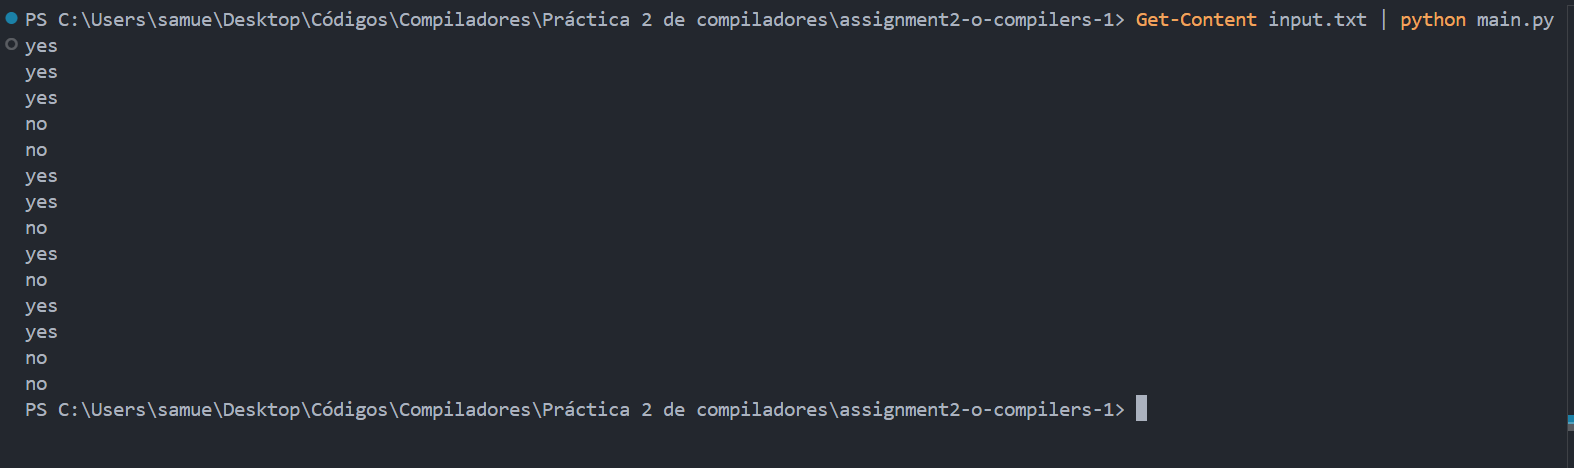 PS C:\Users\samue\Desktop\Códigos\Compiladores\Práctica 2 de compiladores\assignment2-o-compilers-1> Get-Content input.txt | python main.py
yes
yes
yes
no
no
yes
yes
no
yes
no
yes
yes
no
no
PS C:\Users\samue\Desktop\Códigos\Compiladores\Práctica 2 de compiladores\assignment2-o-compilers-1>